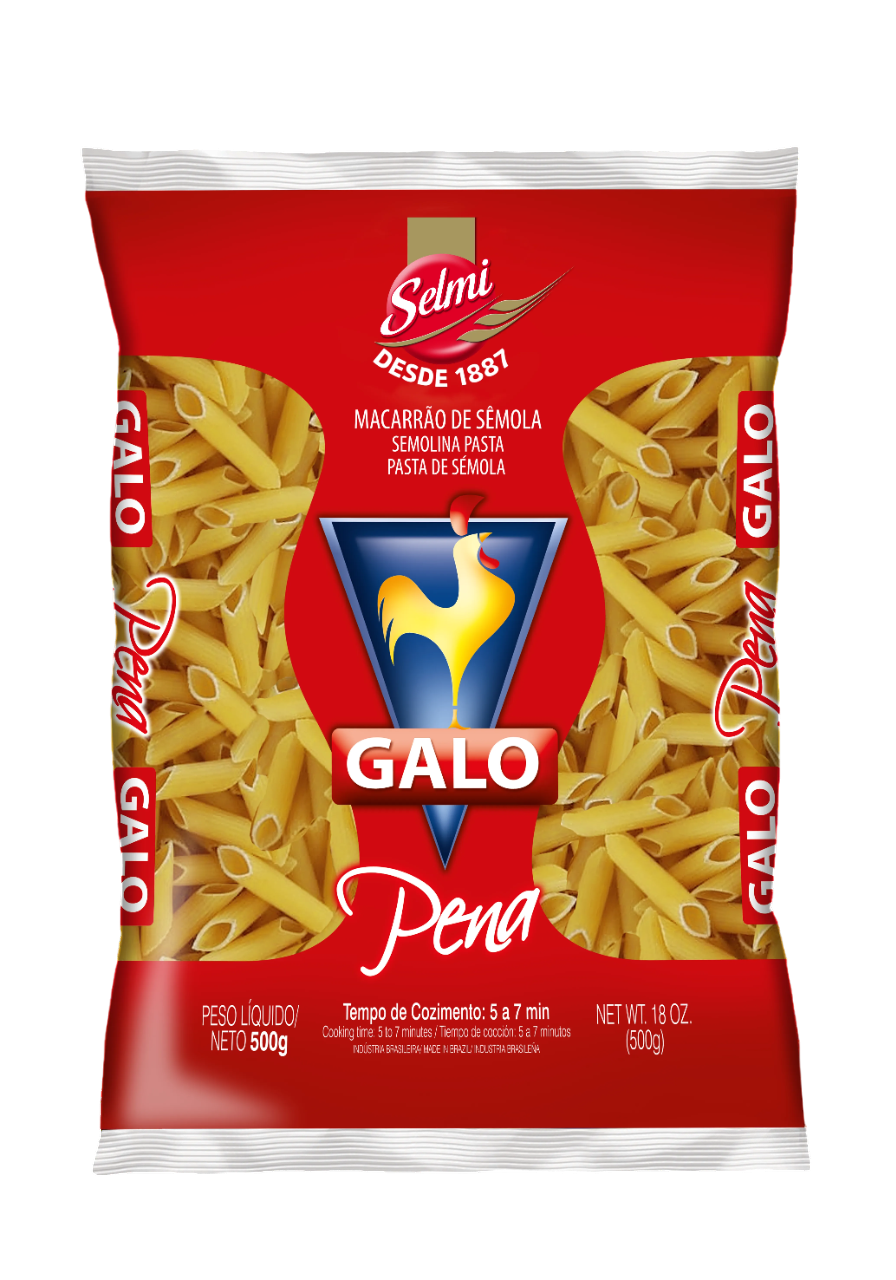 Selmi
DESDE 1887
MACARRÃO DE SÊMOLA
SEMOLINA PASTA
PASTA DE SÉMOLA
GALO
GALO
Pena
Pena
GALO
GALO
GALO
Pena
PESO LÍQUIDO/
NETO 500g
Tempo de Cozimento: 5 a 7 min
Cooking time: 5 to 7 minutes / Tiempo de cocción: 5 a 7 minutos
INDÚSTRIA BRASILEIRA/ MADE IN BRAZIL/ INDUSTRIA BRASILEÑA
NET WT. 18 OZ.
(500g)